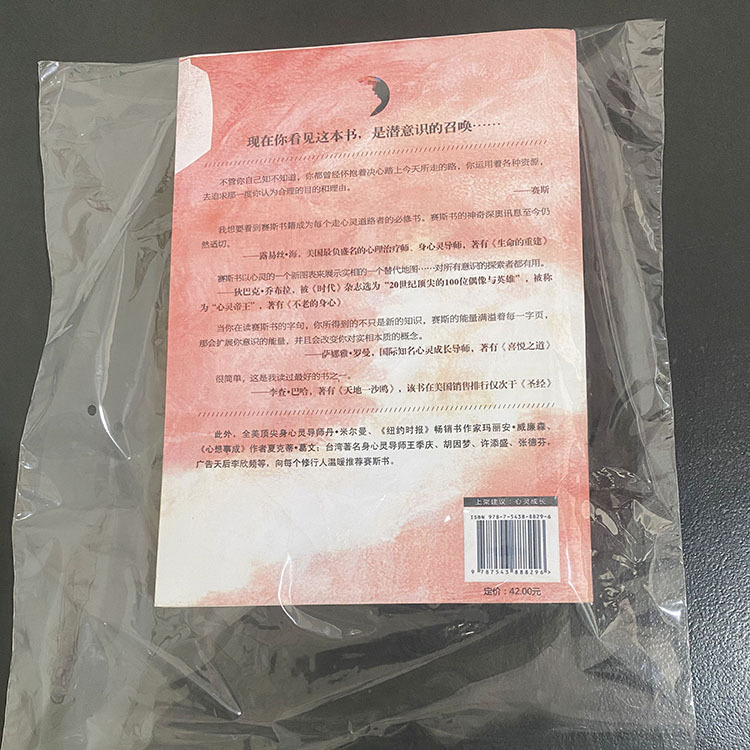 现在你看见这本书，是潜意识的召唤……
不管你自己知不知道，你都曾经怀抱着决心踏上今天所走的路，你运用着各种资源，
去追求那一度你认为合理的目的和理由。
——赛斯
我想要看到赛斯书籍成为每个走心灵道路者的必修书，赛斯书的神奇深奥讯息至今仍
然适切。
——路易丝·海，美国最负盛名的心理治疗师、身心灵导师，著有《生命的重建》
赛斯书以心灵的一个新图表来展示实相的一个替代地图……对所有意识的探索者都有用。
——狄巴克·乔布拉，被《时代》杂志选为“20世纪顶尖的100位偶像与英雄”，被称
为“心灵帝王”，著有《不老的身心》
当你在读赛斯书的字句，你所得到的不只是新的知识，赛斯的能量满溢着每一字页，
那会扩展你意识的能量，并且会改变你对实相本质的概念。
——萨娜雅·罗曼，国际知名心灵成长导师，著有《喜悦之道》
很简单，这是我读过最好的书之一。
——李查·巴哈，著有《天地一沙鸥》，该书在美国销售排行仅次于《圣经》
此外，全美顶尖身心灵导师丹·米尔曼、《纽约时报》畅销书作家玛丽安·威廉森、
《心想事成》作者夏克蒂·葛文；台湾著名身心灵导师王季庆、胡因梦、许添盛、张德芬、
广告天后李欣频等，向每个修行人温暖推荐赛斯书。
上架建议：心灵成长
ISBN 978-7-5438-8829-6
9 787543 888296>
定价：42.00元